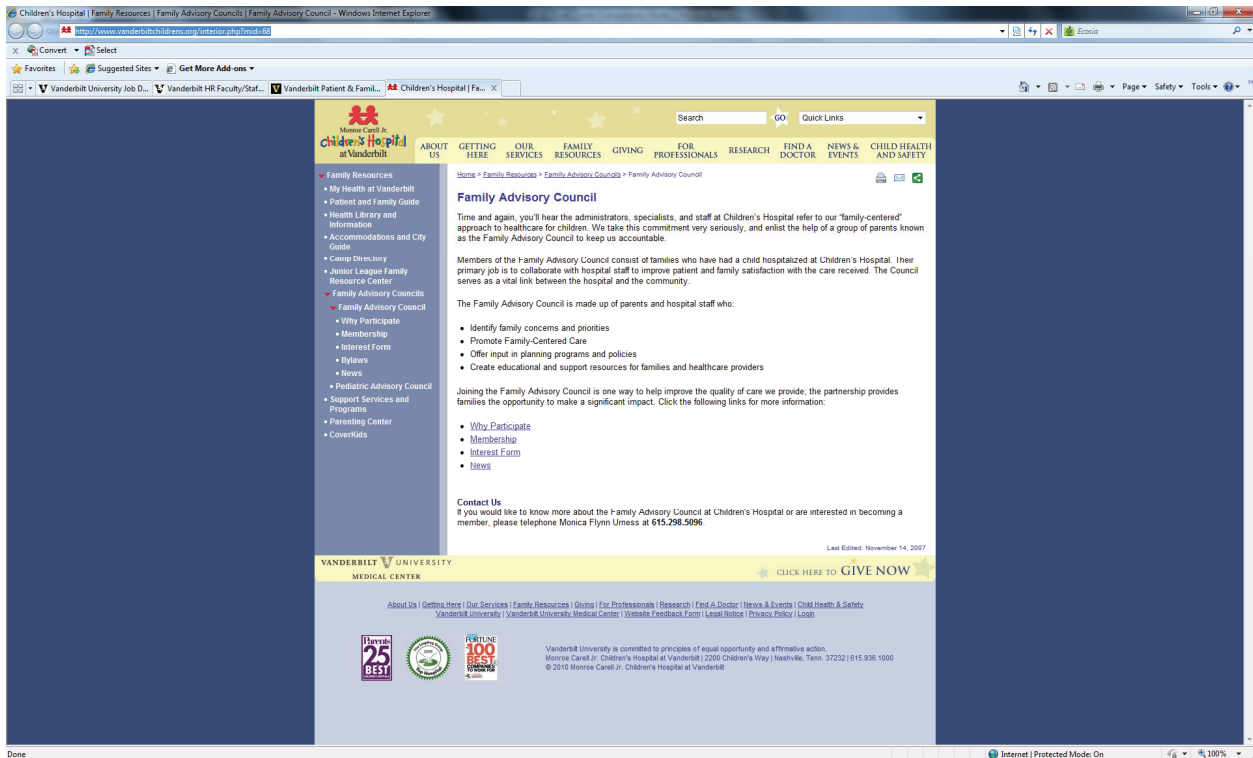 Children's Hospital | Family Resources | Family Advisory Councils | Family Advisory Council - Windows Internet Explorer
http://www.vanderbiltchildrens.org/interior.php?mid=68
Ecosia
x Convert Select
Favorites Suggested Sites Get More Add-ons
Vanderbilt University Job D... Vanderbilt HR Faculty/Staf... Vanderbilt Patient & Famil... Children's Hospital | Fa... X
Page Safety Tools
Monroe Carell Jr.
Children's Hospital
at Vanderbilt
Search GO Quick Links
ABOUT US GETTING HERE OUR SERVICES FAMILY RESOURCES GIVING FOR PROFESSIONALS RESEARCH FIND A DOCTOR NEWS & EVENTS CHILD HEALTH AND SAFETY
Family Resources
My Health at Vanderbilt
Patient and Family Guide
Health Library and
Information
Accommodations and City
Guide
Camp Directory
Junior League Family
Resource Center
Family Advisory Councils
Family Advisory Council
Why Participate
Membership
Interest Form
Bylaws
News
Pediatric Advisory Council
Support Services and
Programs
Parenting Center
CoverKids
Home > Family Resources > Family Advisory Councils > Family Advisory Council
Family Advisory Council
Time and again, you'll hear the administrators, specialists, and staff at Children's Hospital refer to our "family-centered"
approach to healthcare for children. We take this commitment very seriously, and enlist the help of a group of parents known
as the Family Advisory Council to keep us accountable.
Members of the Family Advisory Council consist of families who have had a child hospitalized at Children's Hospital. Their
primary job is to collaborate with hospital staff to improve patient and family satisfaction with the care received. The Council
serves as a vital link between the hospital and the community.
The Family Advisory Council is made up of parents and hospital staff who:
• Identify family concerns and priorities
• Promote Family-Centered Care
• Offer input in planning programs and policies
• Create educational and support resources for families and healthcare providers
Joining the Family Advisory Council is one way to help improve the quality of care we provide; the partnership provides
families the opportunity to make a significant impact. Click the following links for more information:
• Why Participate
• Membership
• Interest Form
• News
Contact Us
If you would like to know more about the Family Advisory Council at Children's Hospital or are interested in becoming a
member, please telephone Monica Flynn Urness at 615.298.5096.
Last Edited: November 14, 2007
VANDERBILT UNIVERSITY
MEDICAL CENTER
CLICK HERE TO GIVE NOW
About Us | Getting Here | Our Services | Family Resources | Giving | For Professionals | Research | Find A Doctor | News & Events | Child Health & Safety
Vanderbilt University | Vanderbilt University Medical Center | Website Feedback Form | Legal Notice | Privacy Policy | Login
Parents
25
BEST
FORTUNE
100
BEST
COMPANIES
TO WORK FOR
Vanderbilt University is committed to principles of equal opportunity and affirmative action.
Monroe Carell Jr. Children's Hospital at Vanderbilt | 2200 Children's Way | Nashville, Tenn. 37232 | 615.936.1000
© 2010 Monroe Carell Jr. Children's Hospital at Vanderbilt
Done
Internet | Protected Mode: On
100%